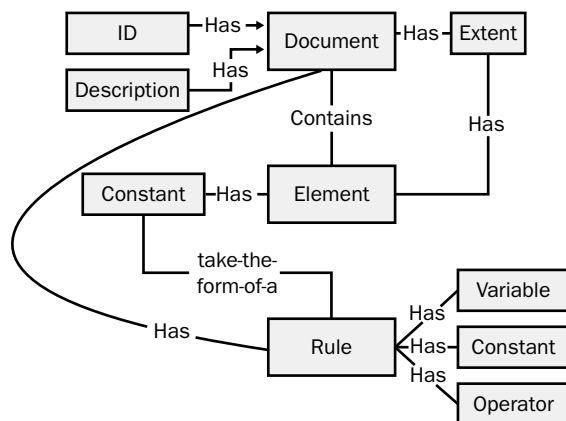 ID
Has
Document
Has
Extent
Has
Description
Contains
Has
Constant
Has
Element
take-the-
form-of-a
Has
Rule
Has
Variable
Has
Constant
Has
Operator